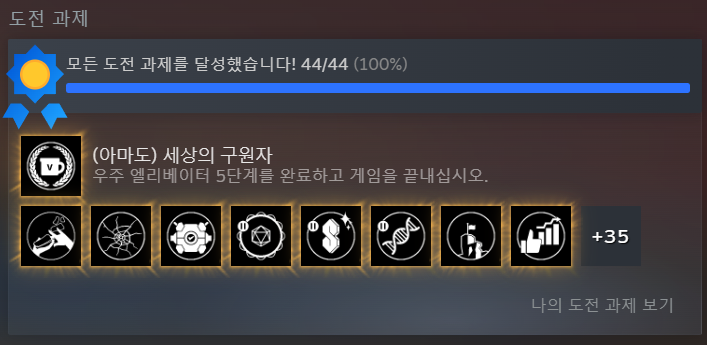 도전 과제
모든 도전 과제를 달성했습니다! 44/44 (100%)
V
(아마도) 세상의 구원자
우주 엘리베이터 5단계를 완료하고 게임을 끝내십시오.
+35
나의 도전 과제 보기